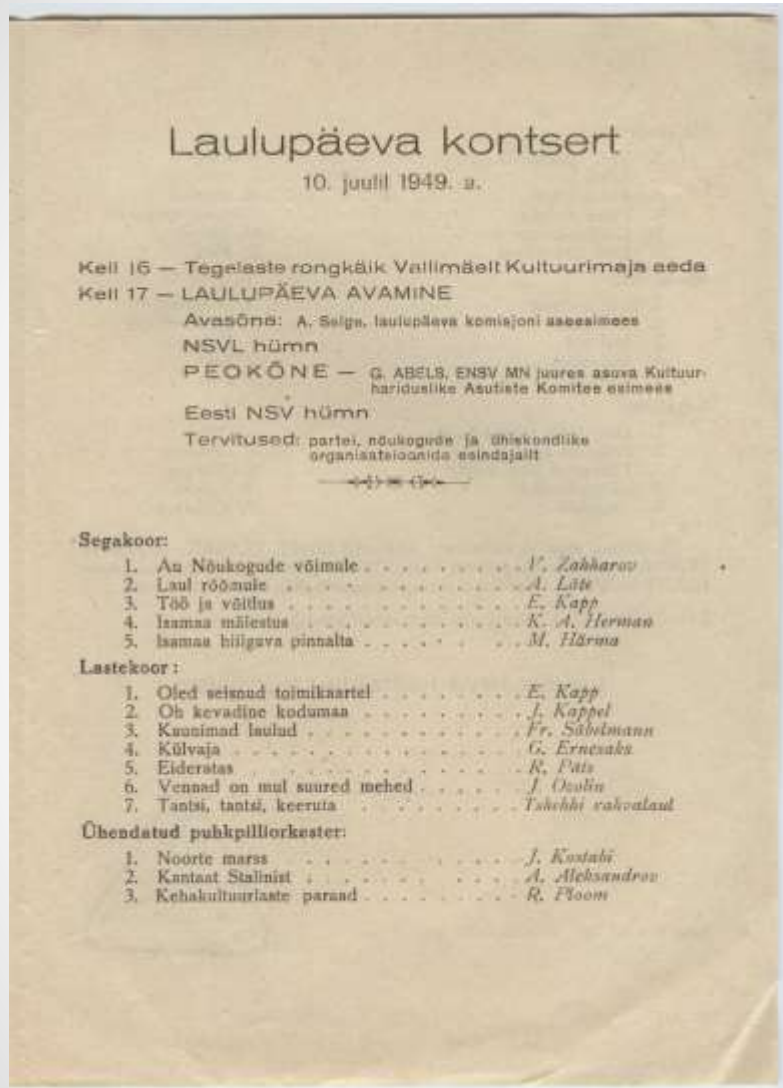 Laulupäeva kontsert
10. juulil 1949. a.
Kell 16 — Tegelaste rongkäik Vallimäelt Kultuurimaja aeda
Kell 17 — LAULUPÄEVA AVAMINE
Avasõna: A. Selge, laulupäeva komisjoni aseesimees
NSVL hümn
PEOKÕNE — G. ABELS, ENSV MN juures asuva Kultuur-
hariduslike Asutiste Komitee esimees
Eesti NSV hümn
Tervitused: partei, nõukogude ja ühiskondlike
organisatsioonide esindajailt
Segakoor:
1. Au Nõukogude võimule . . . . . . . . . V. Zahharov
2. Laul rõõmule . . . . . . . . . A. Läte
3. Töö ja võitlus . . . . . . . . . E. Kapp
4. Isamaa mälestus . . . . . . . . . K. A. Herman
5. Isamaa hiilgava pinnalta . . . . . . . M. Härma
Lastekoor:
1. Oled seisnud toimikaartel . . . . . . . . E. Kapp
2. Oh kevadine kodumaa . . . . . . . . . J. Kappel
3. Kaunimad laulud . . . . . . . . . Fr. Säbelmann
4. Külvaja . . . . . . . . . G. Ernesaks
5. Eideratas . . . . . . . . . R. Päts
6. Vennad on mul suured mehed . . . . . J. Ozolin
7. Tantsi, tantsi, keeruta . . . . . . . . Tshehhi rahvalaul
Ühendatud puhkpilliorkester:
1. Noorte marss . . . . . . . . . J. Kostabi
2. Kantaat Stalinist . . . . . . . . . A. Aleksandrov
3. Kehakultuurlaste paraad . . . . . . . . R. Ploom